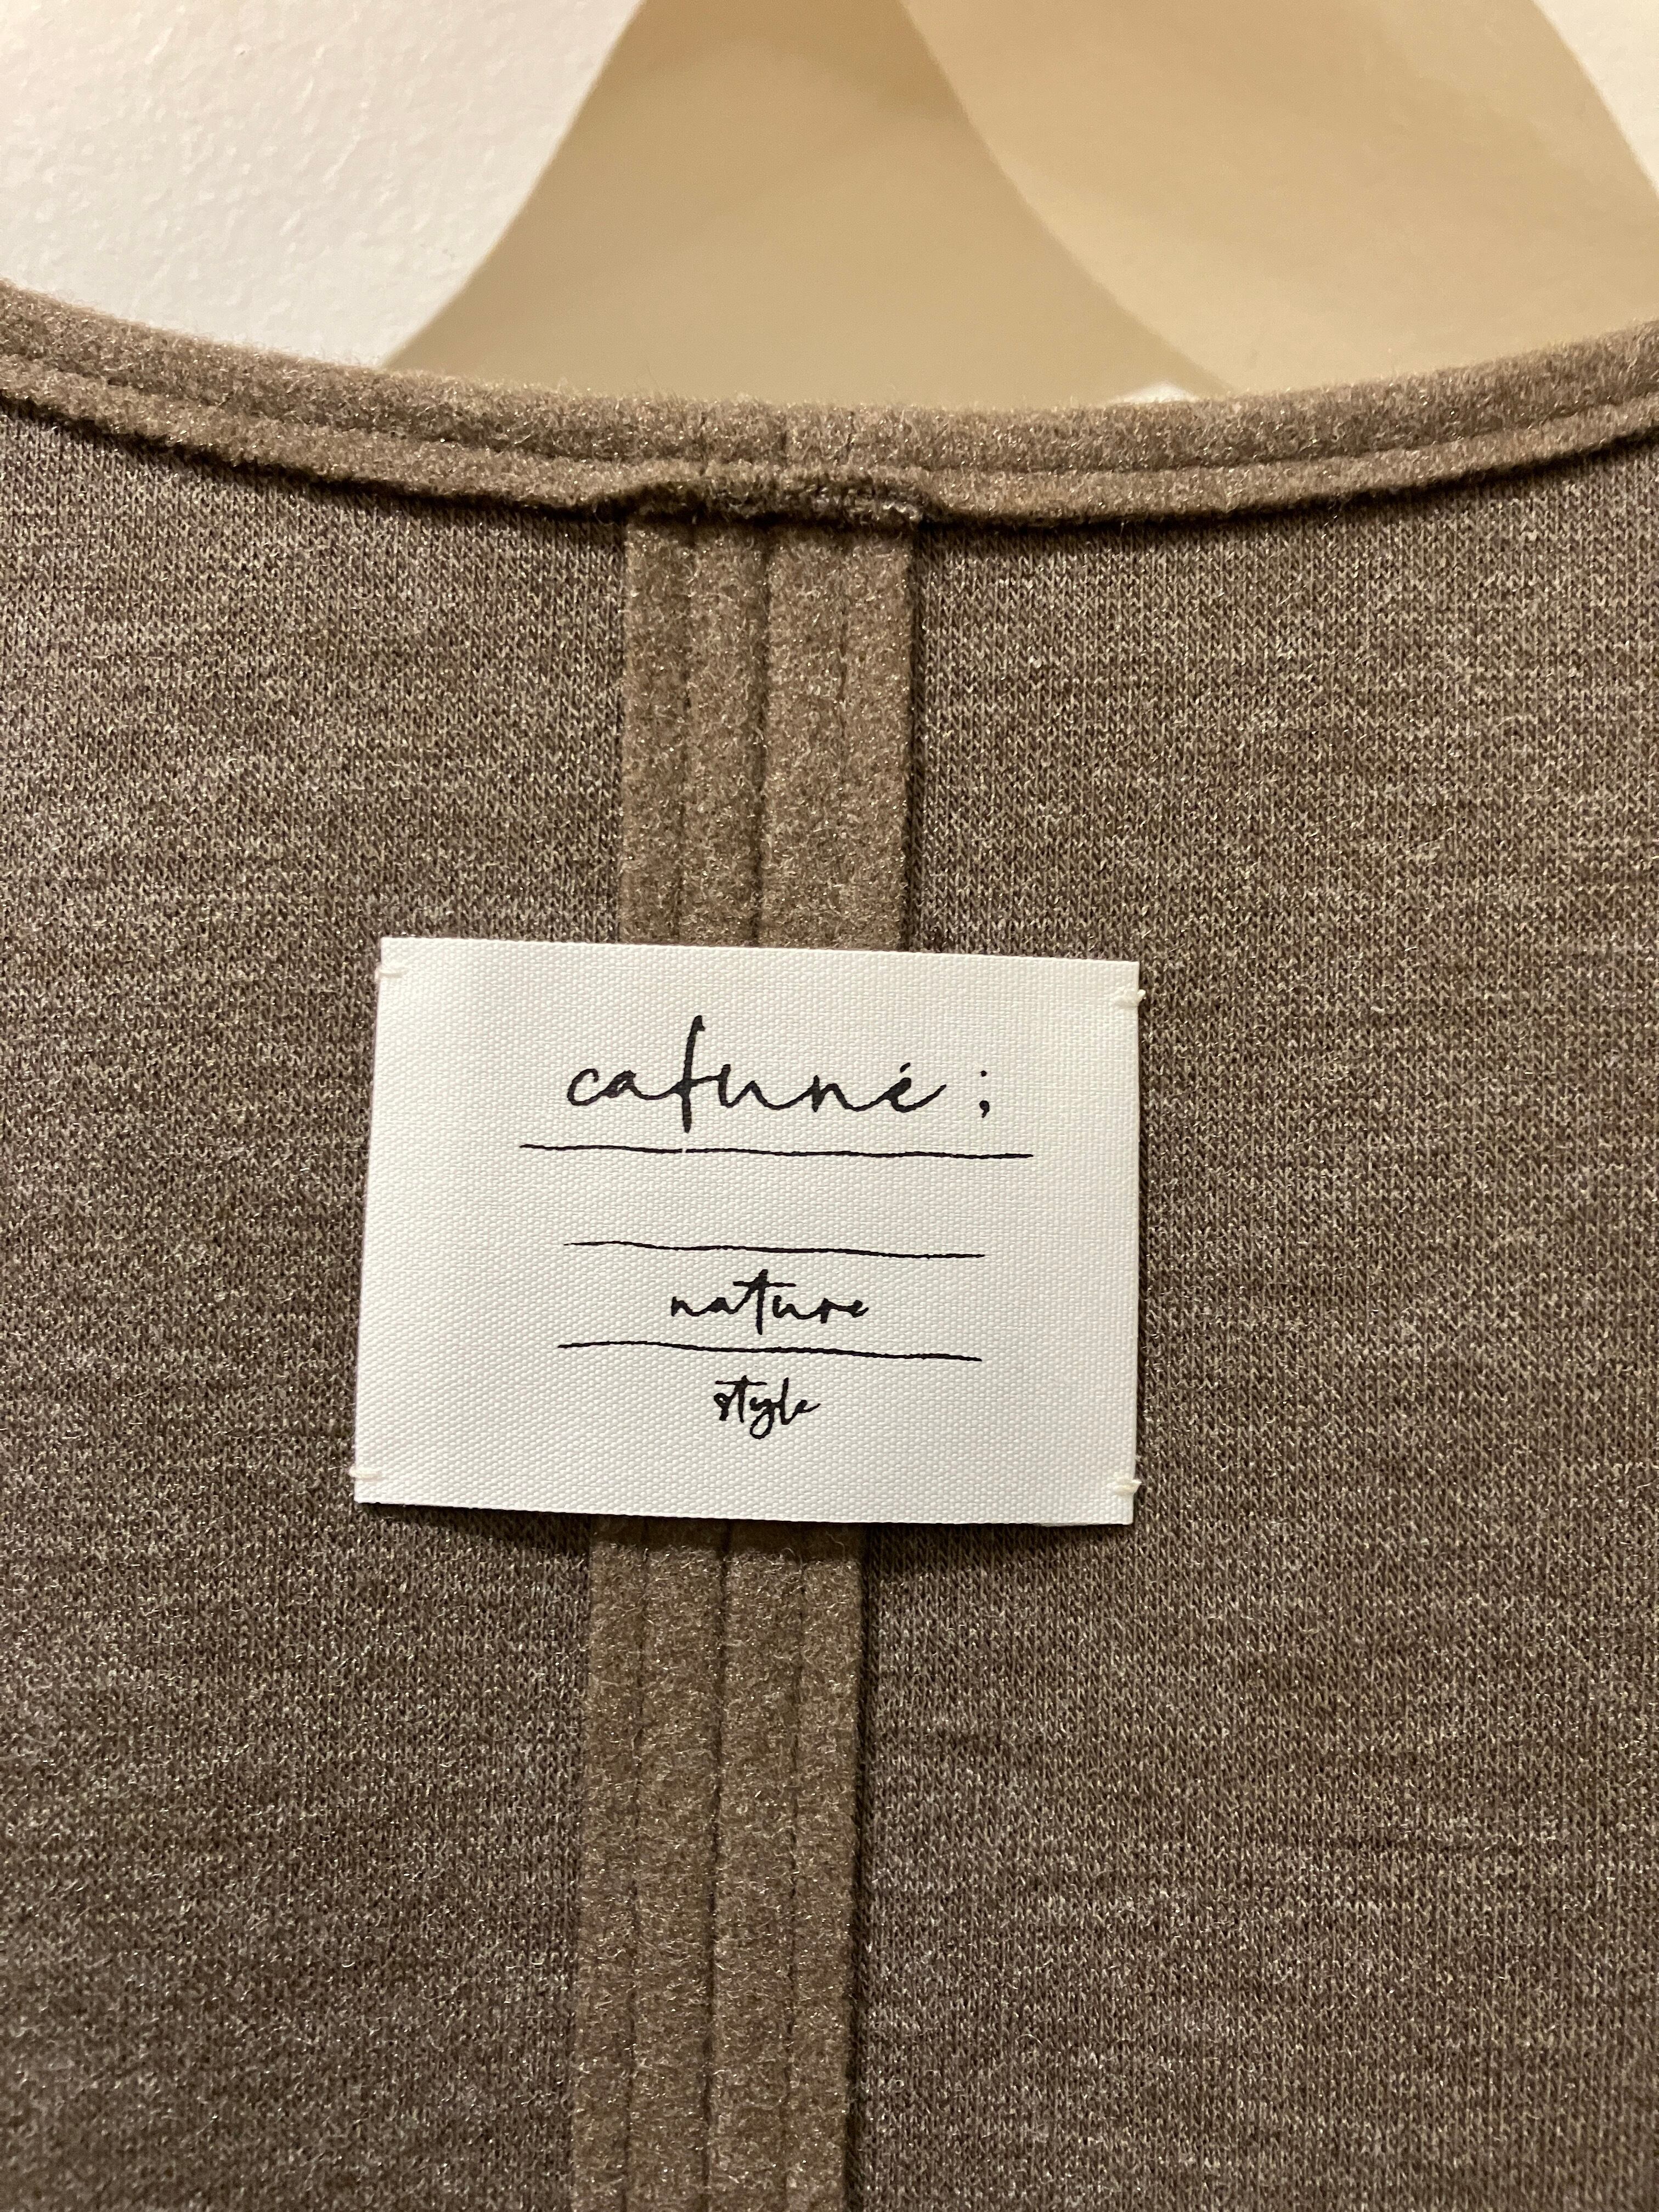 cafuné ;
nature
style